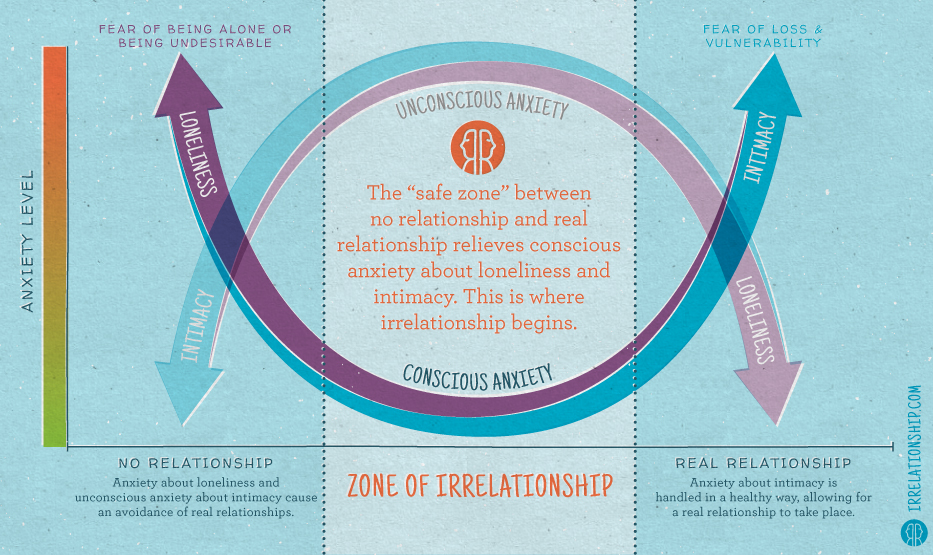 FEAR OF BEING ALONE OR
BEING UNDESIRABLE
FEAR OF LOSS &
VULNERABILITY
ANXIETY LEVEL
LONELINESS
INTIMACY
UNCONSCIOUS ANXIETY
The “safe zone” between
no relationship and real
relationship relieves conscious
anxiety about loneliness and
intimacy. This is where
irrelationship begins.
CONSCIOUS ANXIETY
INTIMACY
LONELINESS
NO RELATIONSHIP
Anxiety about loneliness and
unconscious anxiety about intimacy cause
an avoidance of real relationships.
ZONE OF IRRELATIONSHIP
REAL RELATIONSHIP
Anxiety about intimacy is
handled in a healthy way, allowing for
a real relationship to take place.
IRRELATIONSHIP.COM